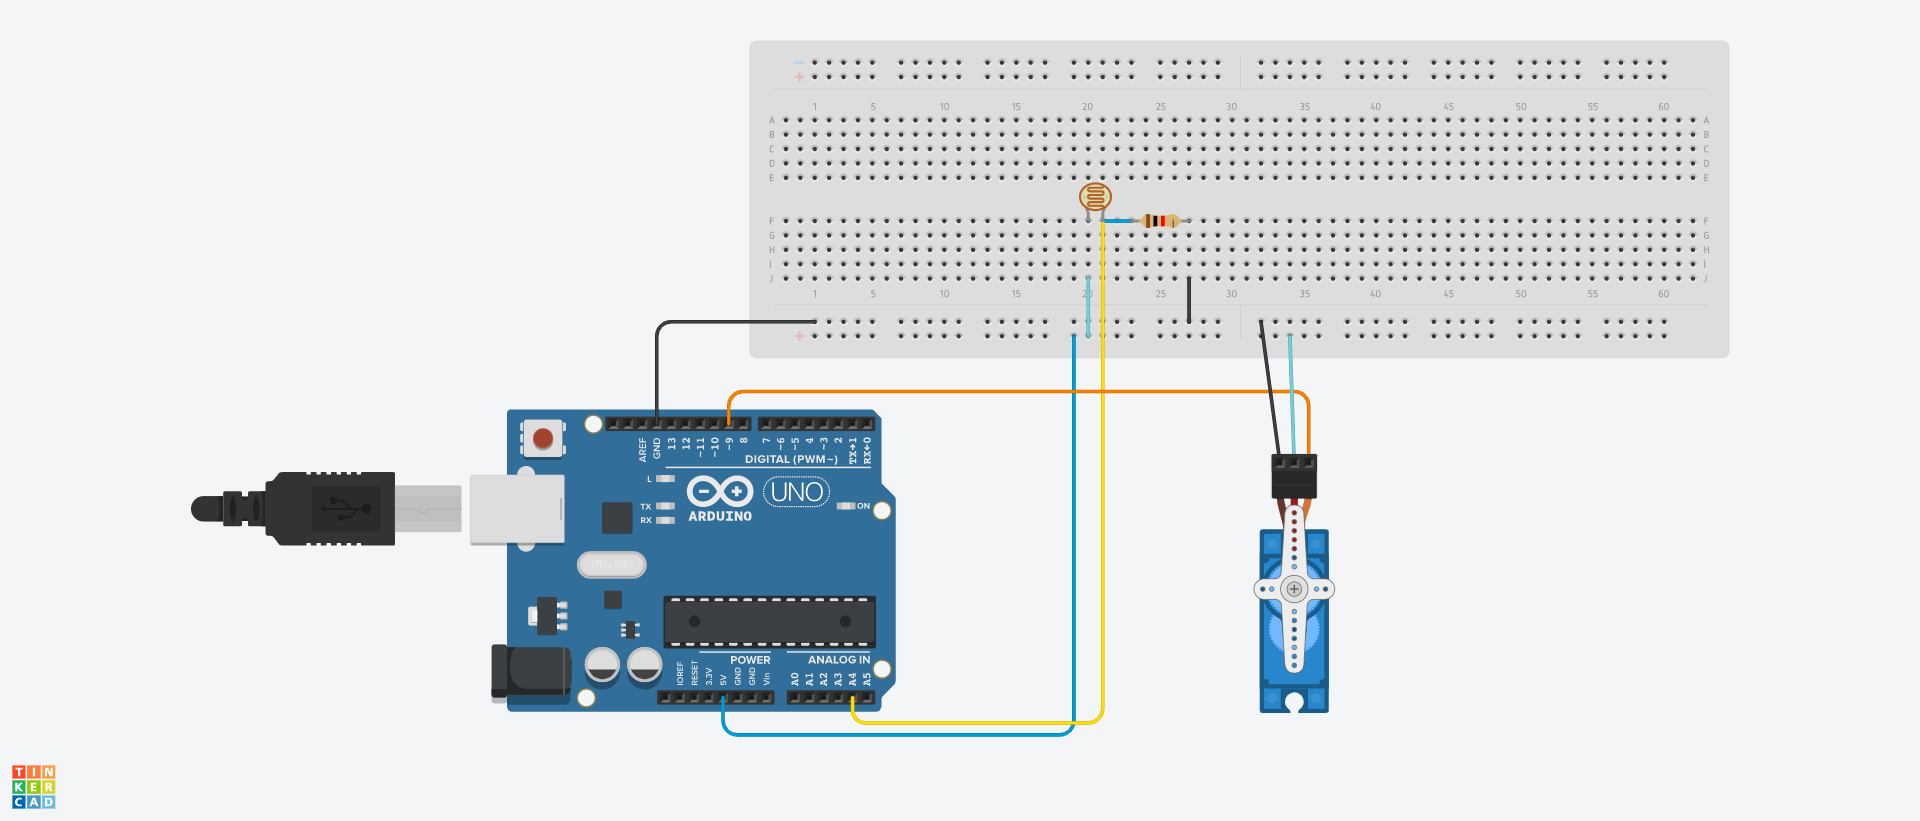 1 5 10 15 20 25 30 35 40 45 50 55 60
A A
B B
C C
D D
E E
F F
G G
H H
I I
J J
1 5 10 15 20 25 30 35 40 45 50 55 60
AREF GND 13 12 ~11 ~10 ~9 8 7 ~6 ~5 4 ~3 2 TX→1 RX←0
DIGITAL (PWM~)
L
TX
RX
ARDUINO
UNO
ON
POWER
ANALOG IN
IOREF RESET 3.3V 5V GND GND Vin A0 A1 A2 A3 A4 A5
TIN
KER
CAD